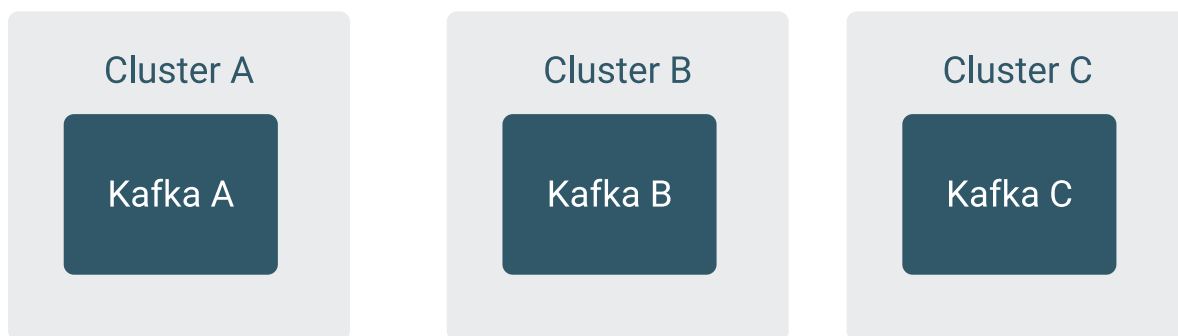 Cluster A
Kafka A
Cluster B
Kafka B
Cluster C
Kafka C